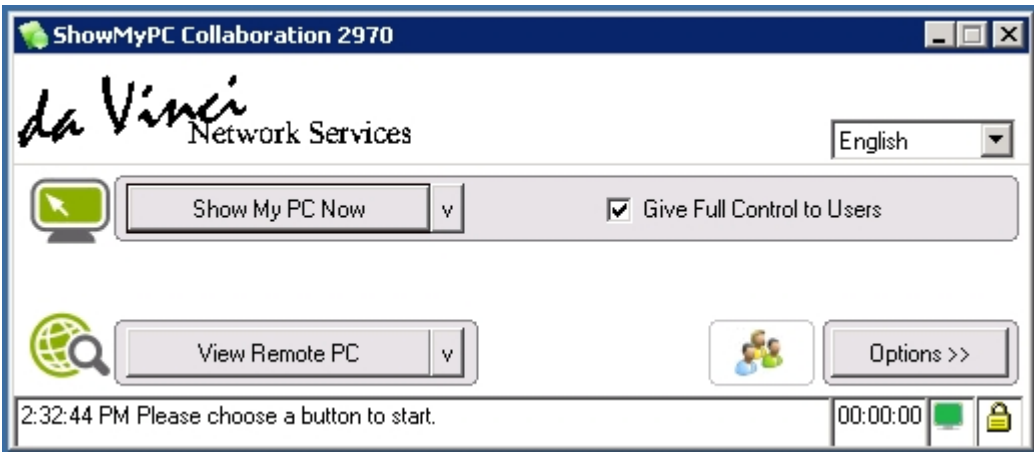 ShowMyPC Collaboration 2970
da Vinci
Network Services
English
Show My PC Now v Give Full Control to Users
View Remote PC v Options >>
2:32:44 PM Please choose a button to start. 00:00:00